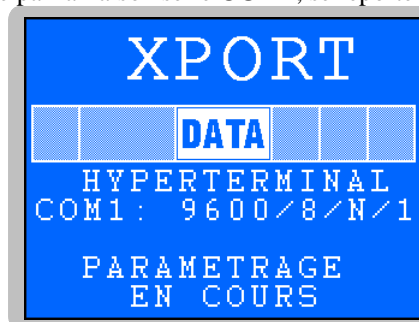 XPORT
DATA
HYPERTERMINAL
COM1: 9600/8/N/1
PARAMETRAGE
EN COURS